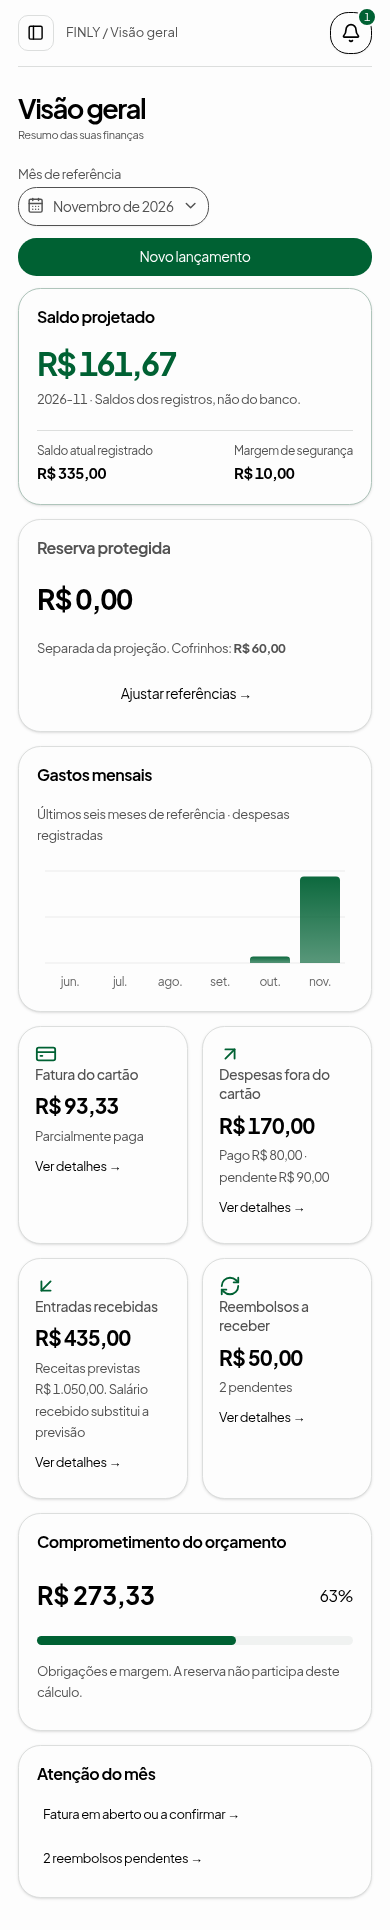 FINLY / Visão geral
1
Visão geral
Resumo das suas finanças
Mês de referência
Novembro de 2026
Novo lançamento
Saldo projetado
R$ 161,67
2026-11 · Saldos dos registros, não do banco.
Saldo atual registrado
R$ 335,00
Margem de segurança
R$ 10,00
Reserva protegida
R$ 0,00
Separada da projeção. Cofrinhos: R$ 60,00
Ajustar referências →
Gastos mensais
Últimos seis meses de referência · despesas
registradas
jun. jul. ago. set. out. nov.
Fatura do cartão
R$ 93,33
Parcialmente paga
Ver detalhes →
Despesas fora do
cartão
R$ 170,00
Pago R$ 80,00 ·
pendente R$ 90,00
Ver detalhes →
Entradas recebidas
R$ 435,00
Receitas previstas
R$ 1.050,00. Salário
recebido substitui a
previsão
Ver detalhes →
Reembolsos a
receber
R$ 50,00
2 pendentes
Ver detalhes →
Comprometimento do orçamento
R$ 273,33 63%
Obrigações e margem. A reserva não participa deste
cálculo.
Atenção do mês
Fatura em aberto ou a confirmar →
2 reembolsos pendentes →